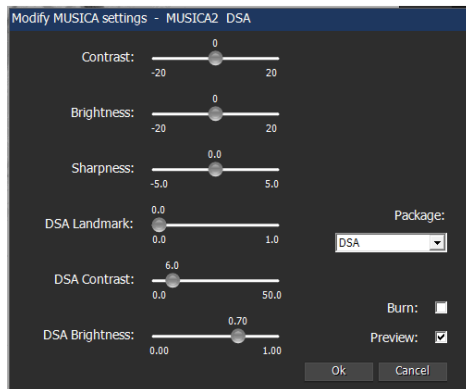 Modify MUSICA settings - MUSICA2 DSA
0
Contrast:
-20 20
0
Brightness:
-20 20
0.0
Sharpness:
-5.0 5.0
0.0
DSA Landmark:
0.0 1.0
Package:
DSA
6.0
DSA Contrast:
0.0 50.0
Burn:
0.70
DSA Brightness:
0.00 1.00
Preview:
Ok Cancel